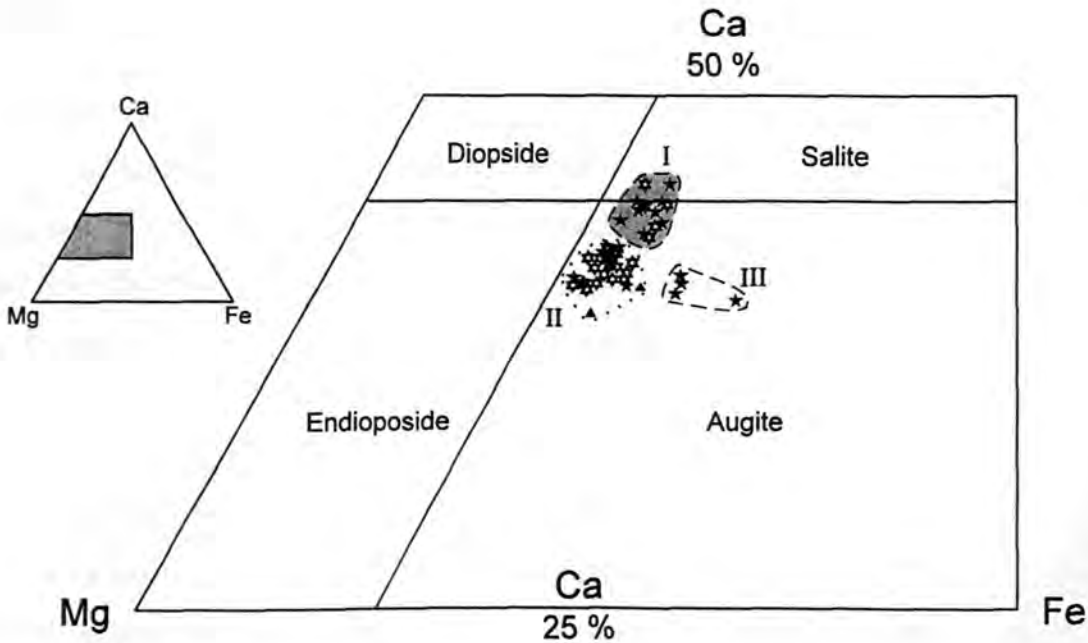 Ca
50 %
Ca
Mg
Fe
Diopside
Salite
I
III
II
Endioposide
Augite
Mg
Ca
25 %
Fe